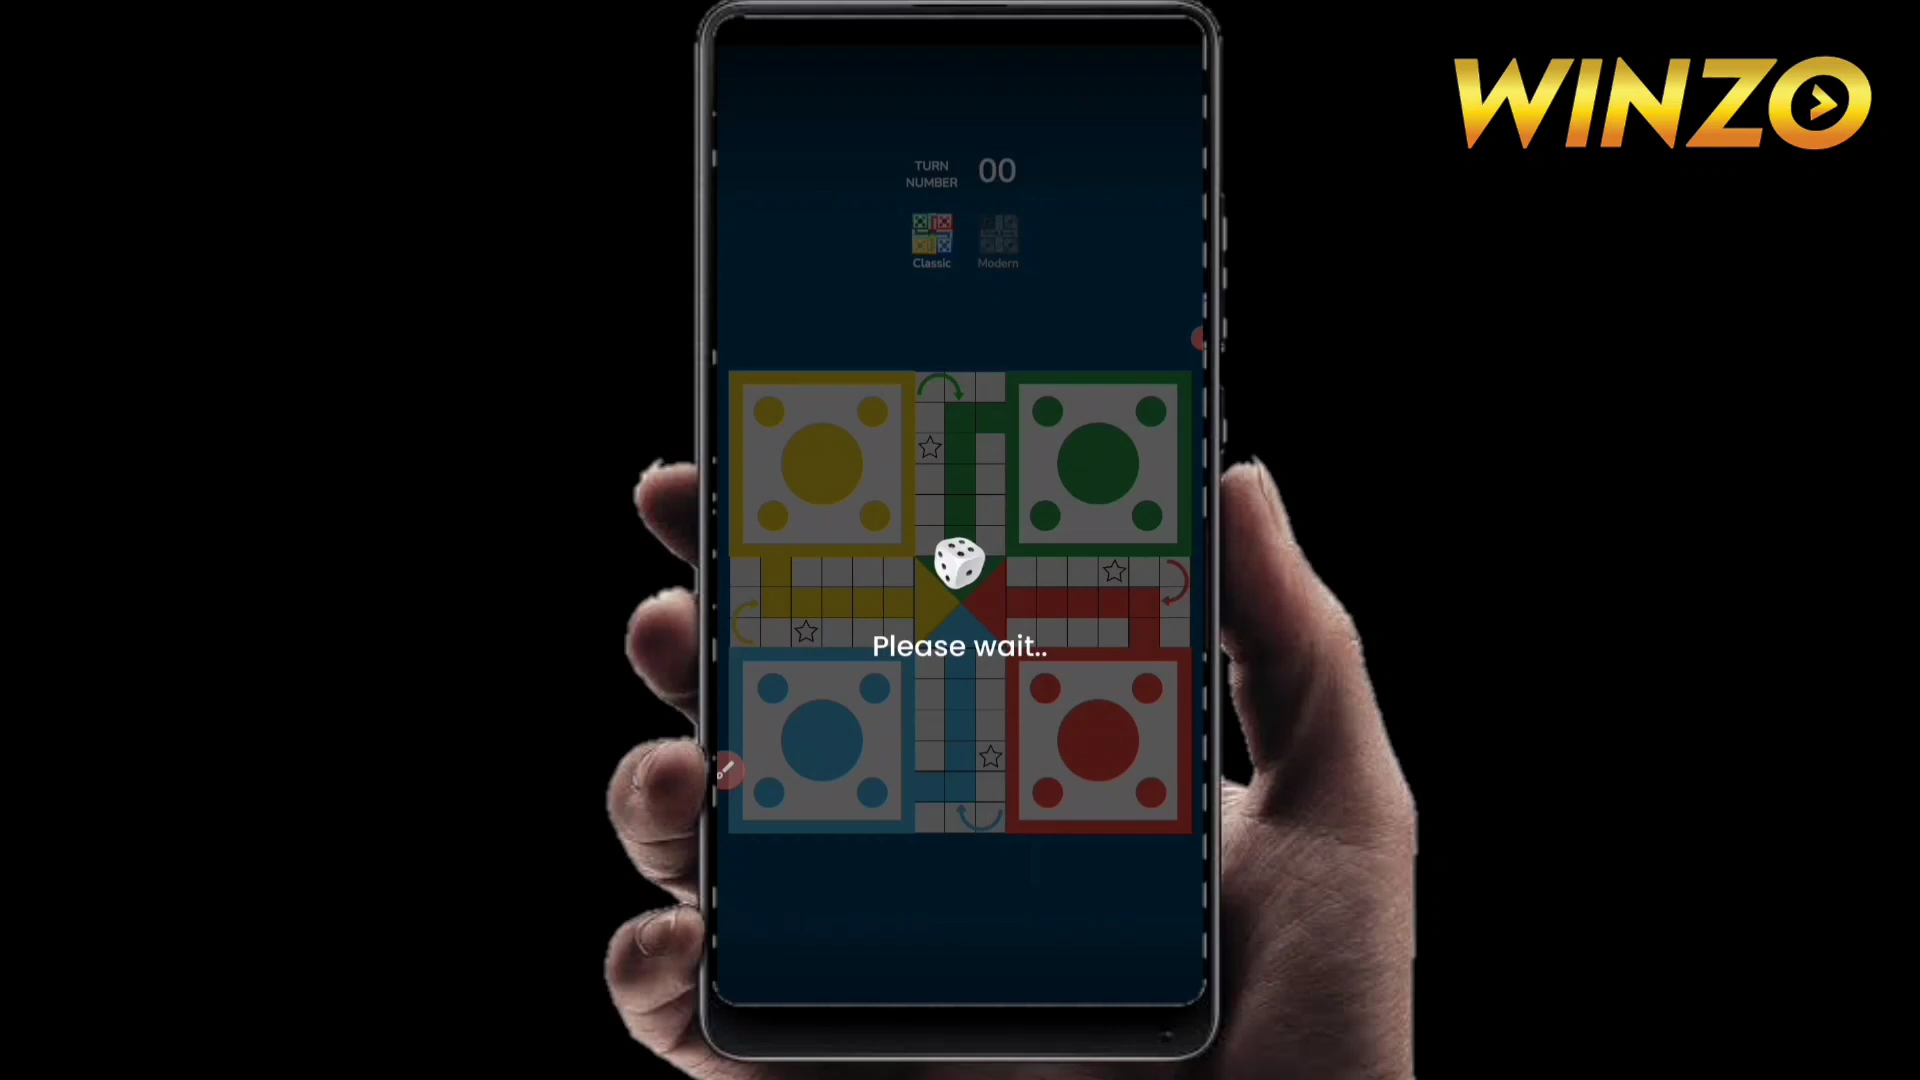 WINZO
TURN
NUMBER
00
Classic
Modern
Please wait..